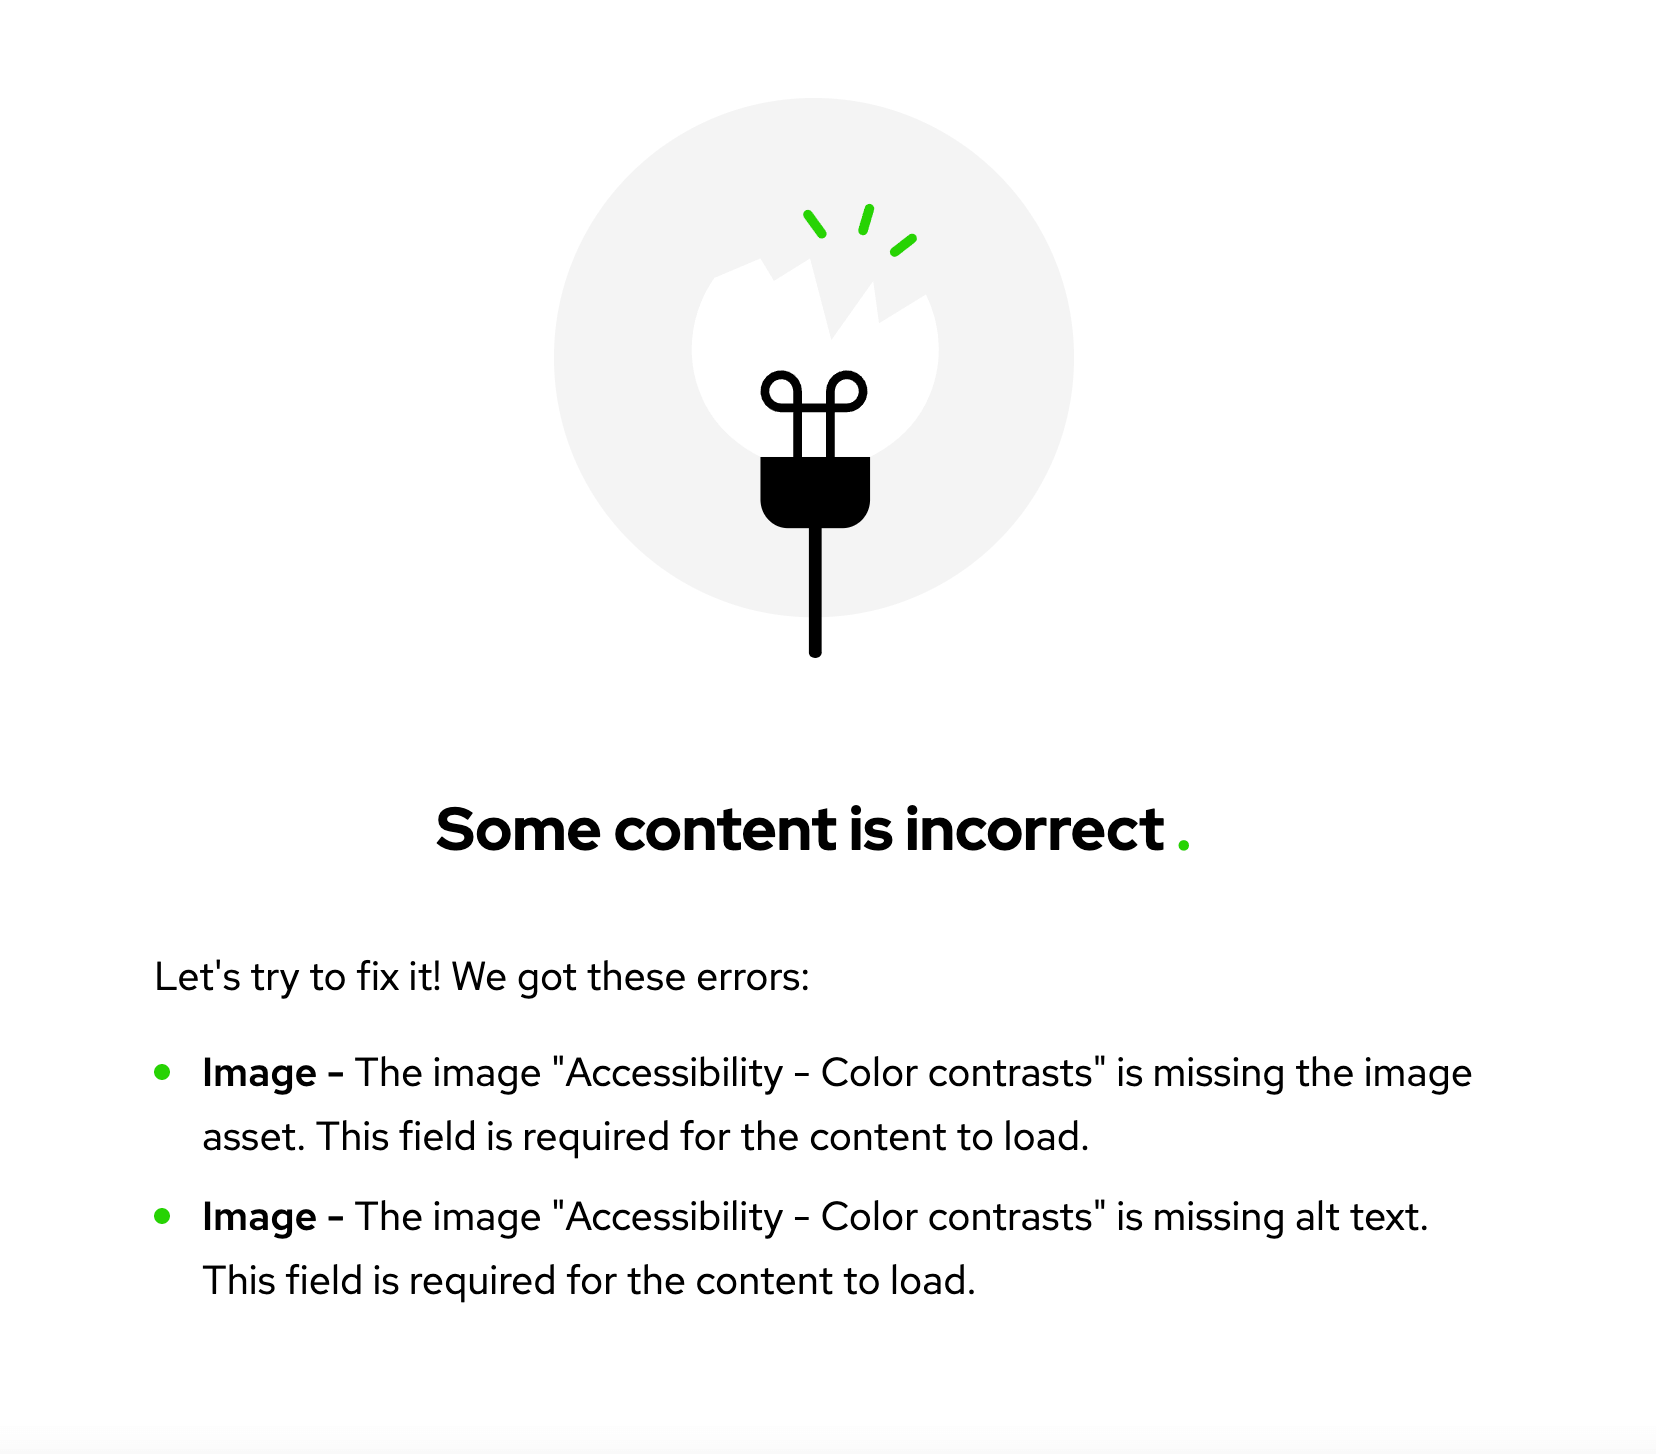 Some content is incorrect .
Let's try to fix it! We got these errors:
Image - The image "Accessibility - Color contrasts" is missing the image
asset. This field is required for the content to load.
Image - The image "Accessibility - Color contrasts" is missing alt text.
This field is required for the content to load.